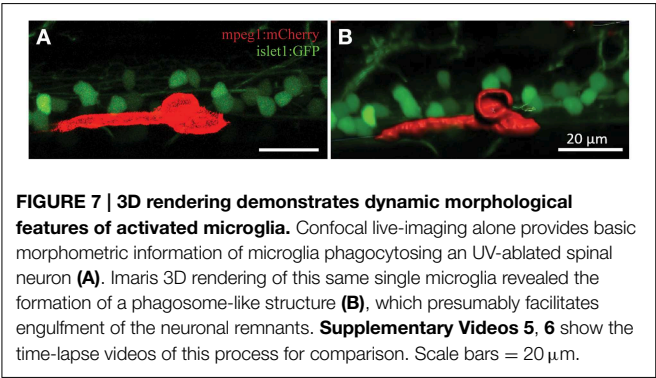 A
mpeg1:mCherry
islet1:GFP
B
20 μm
FIGURE 7 | 3D rendering demonstrates dynamic morphological
features of activated microglia. Confocal live-imaging alone provides basic
morphometric information of microglia phagocytosing an UV-ablated spinal
neuron (A). Imaris 3D rendering of this same single microglia revealed the
formation of a phagosome-like structure (B), which presumably facilitates
engulfment of the neuronal remnants. Supplementary Videos 5, 6 show the
time-lapse videos of this process for comparison. Scale bars = 20 μm.